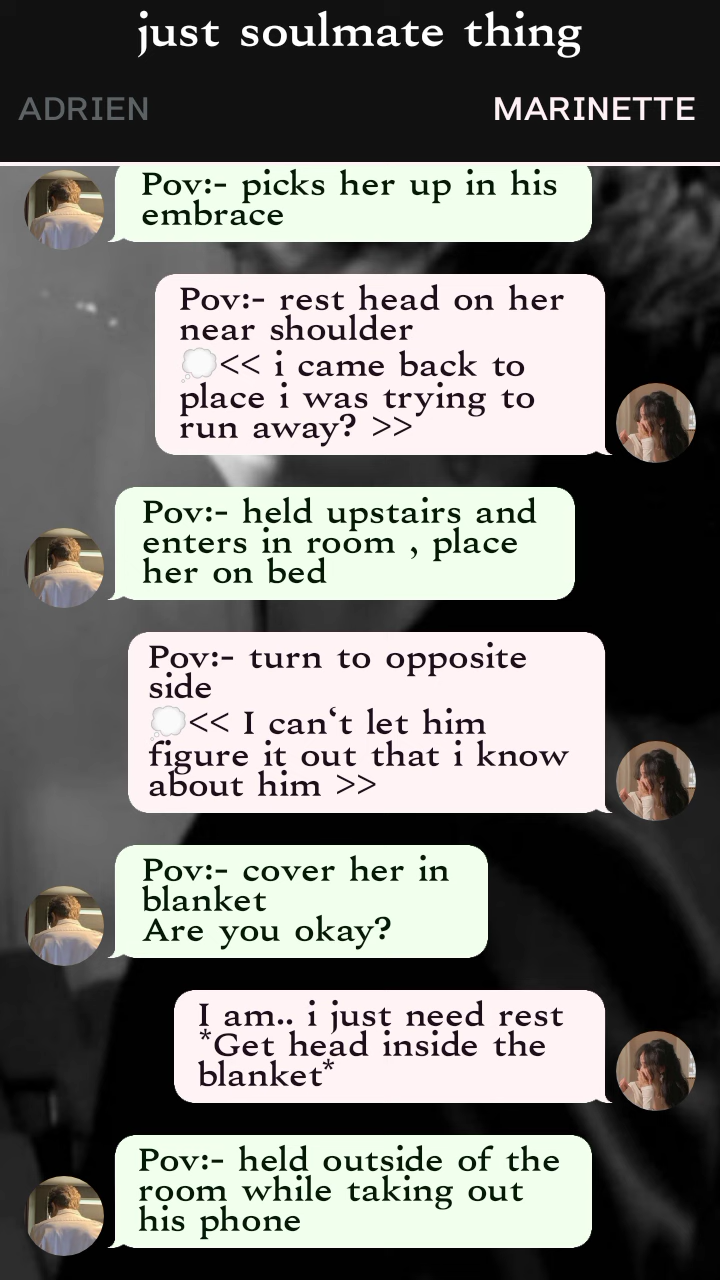 just soulmate thing
ADRIEN
MARINETTE
Pov:- picks her up in his
embrace
Pov:- rest head on her
near shoulder
💭<< i came back to
place i was trying to
run away? >>
Pov:- held upstairs and
enters in room , place
her on bed
Pov:- turn to opposite
side
💭<< I can‘t let him
figure it out that i know
about him >>
Pov:- cover her in
blanket
Are you okay?
I am.. i just need rest
*Get head inside the
blanket*
Pov:- held outside of the
room while taking out
his phone